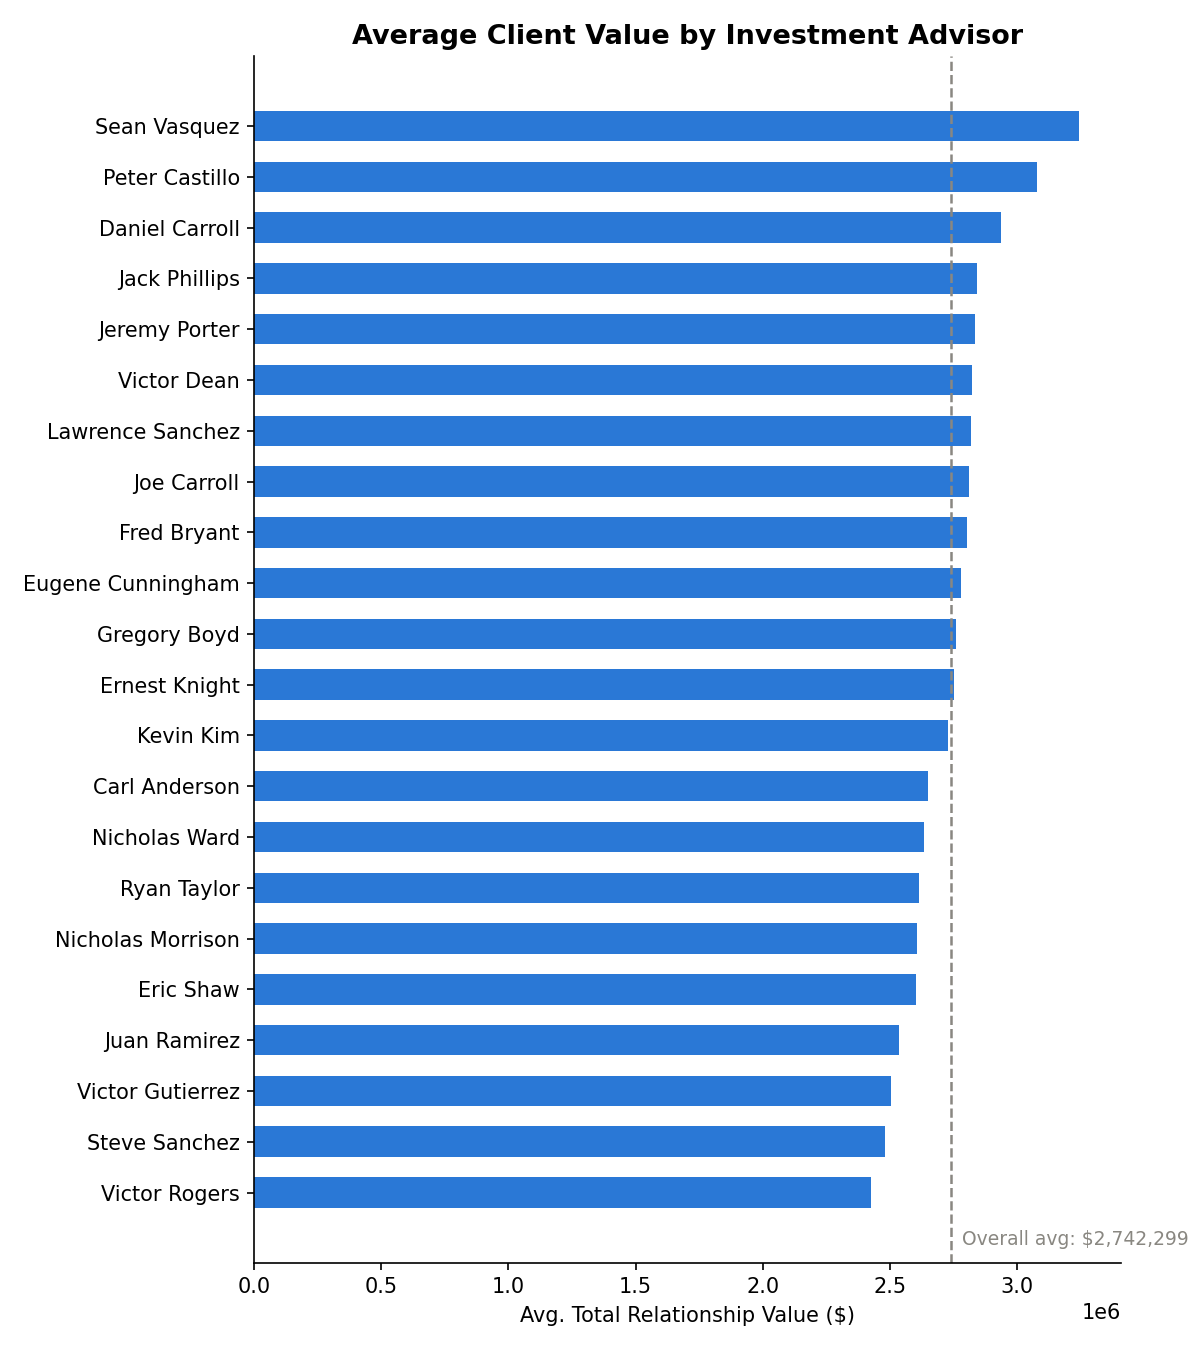 Average Client Value by Investment Advisor
Sean Vasquez
Peter Castillo
Daniel Carroll
Jack Phillips
Jeremy Porter
Victor Dean
Lawrence Sanchez
Joe Carroll
Fred Bryant
Eugene Cunningham
Gregory Boyd
Ernest Knight
Kevin Kim
Carl Anderson
Nicholas Ward
Ryan Taylor
Nicholas Morrison
Eric Shaw
Juan Ramirez
Victor Gutierrez
Steve Sanchez
Victor Rogers
Overall avg: $2,742,299
0.0 0.5 1.0 1.5 2.0 2.5 3.0
1e6
Avg. Total Relationship Value ($)